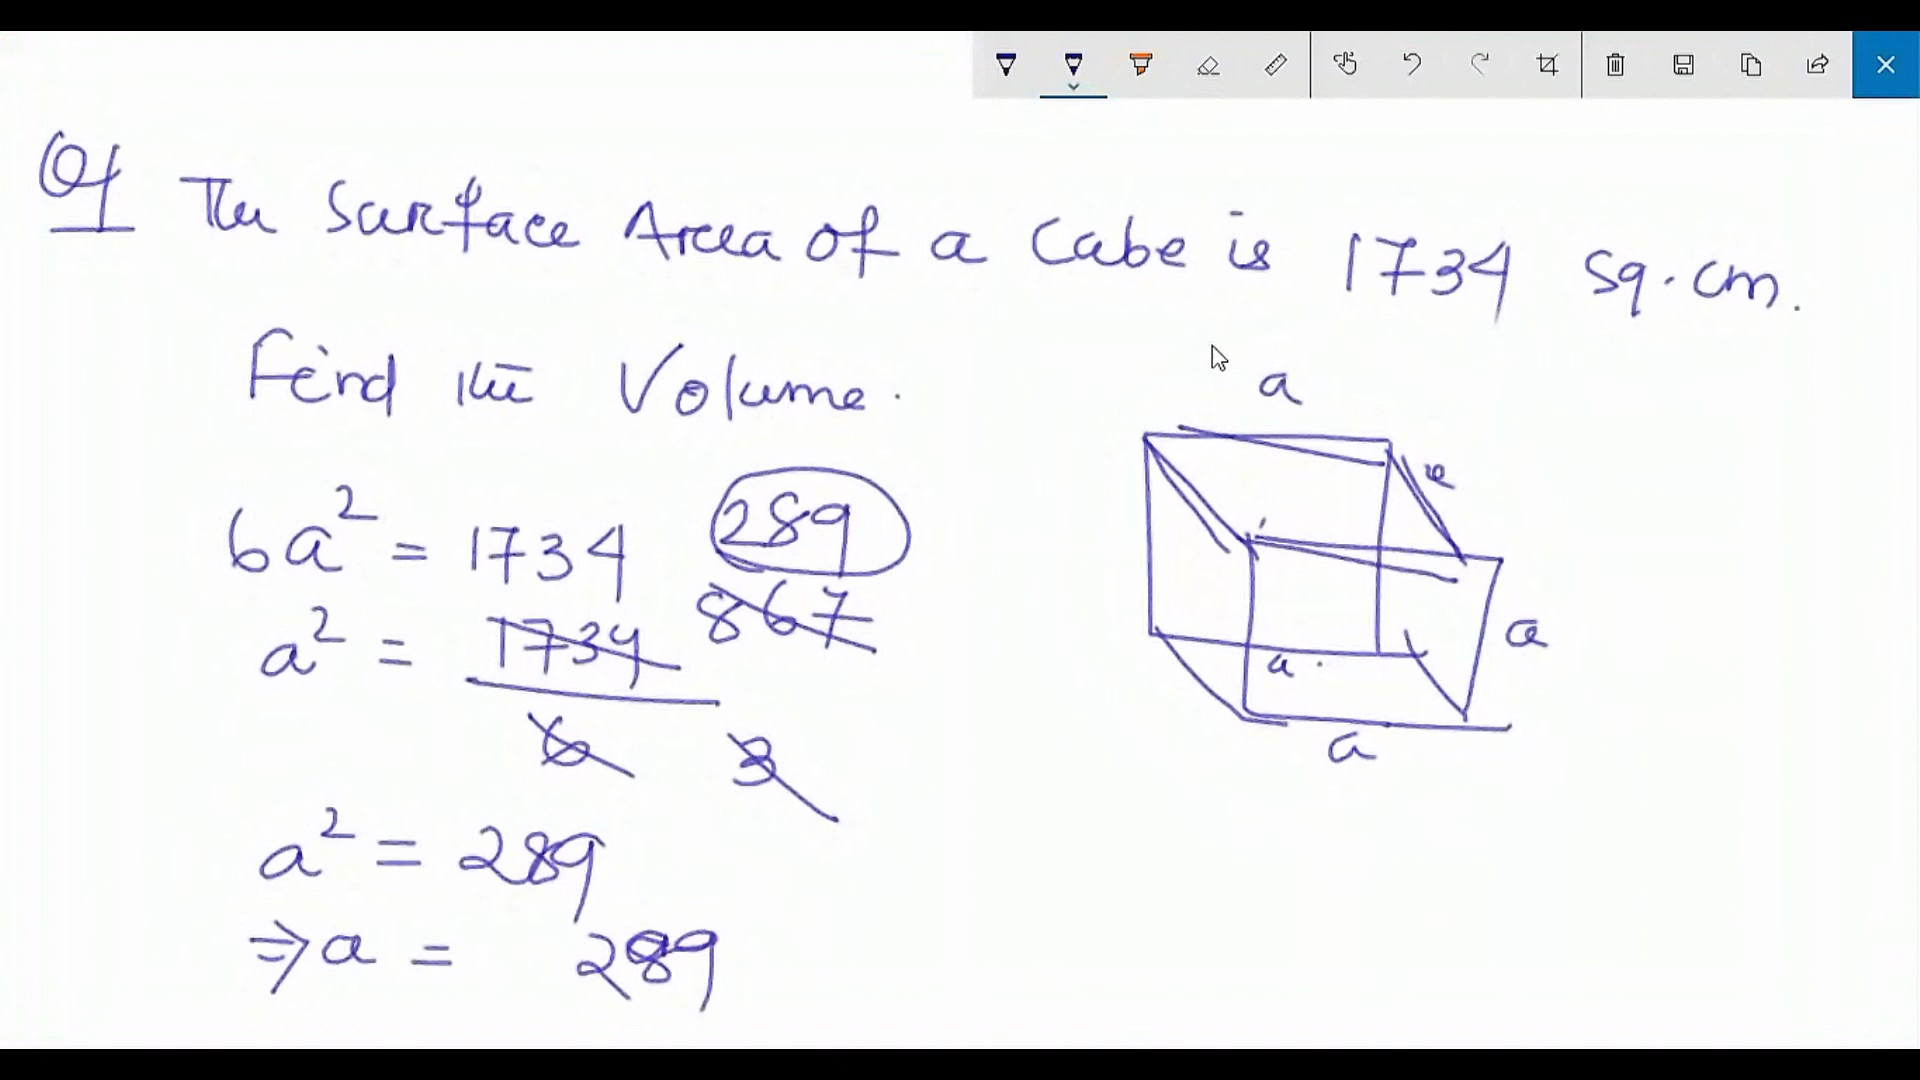 Q/ The Surface Area of a Cube is 1734 sq.cm.
Find the Volume.
6a² = 1734
289
a² = 1734
867
6
3
a² = 289
⇒ a = 289
a
a
a
a
a